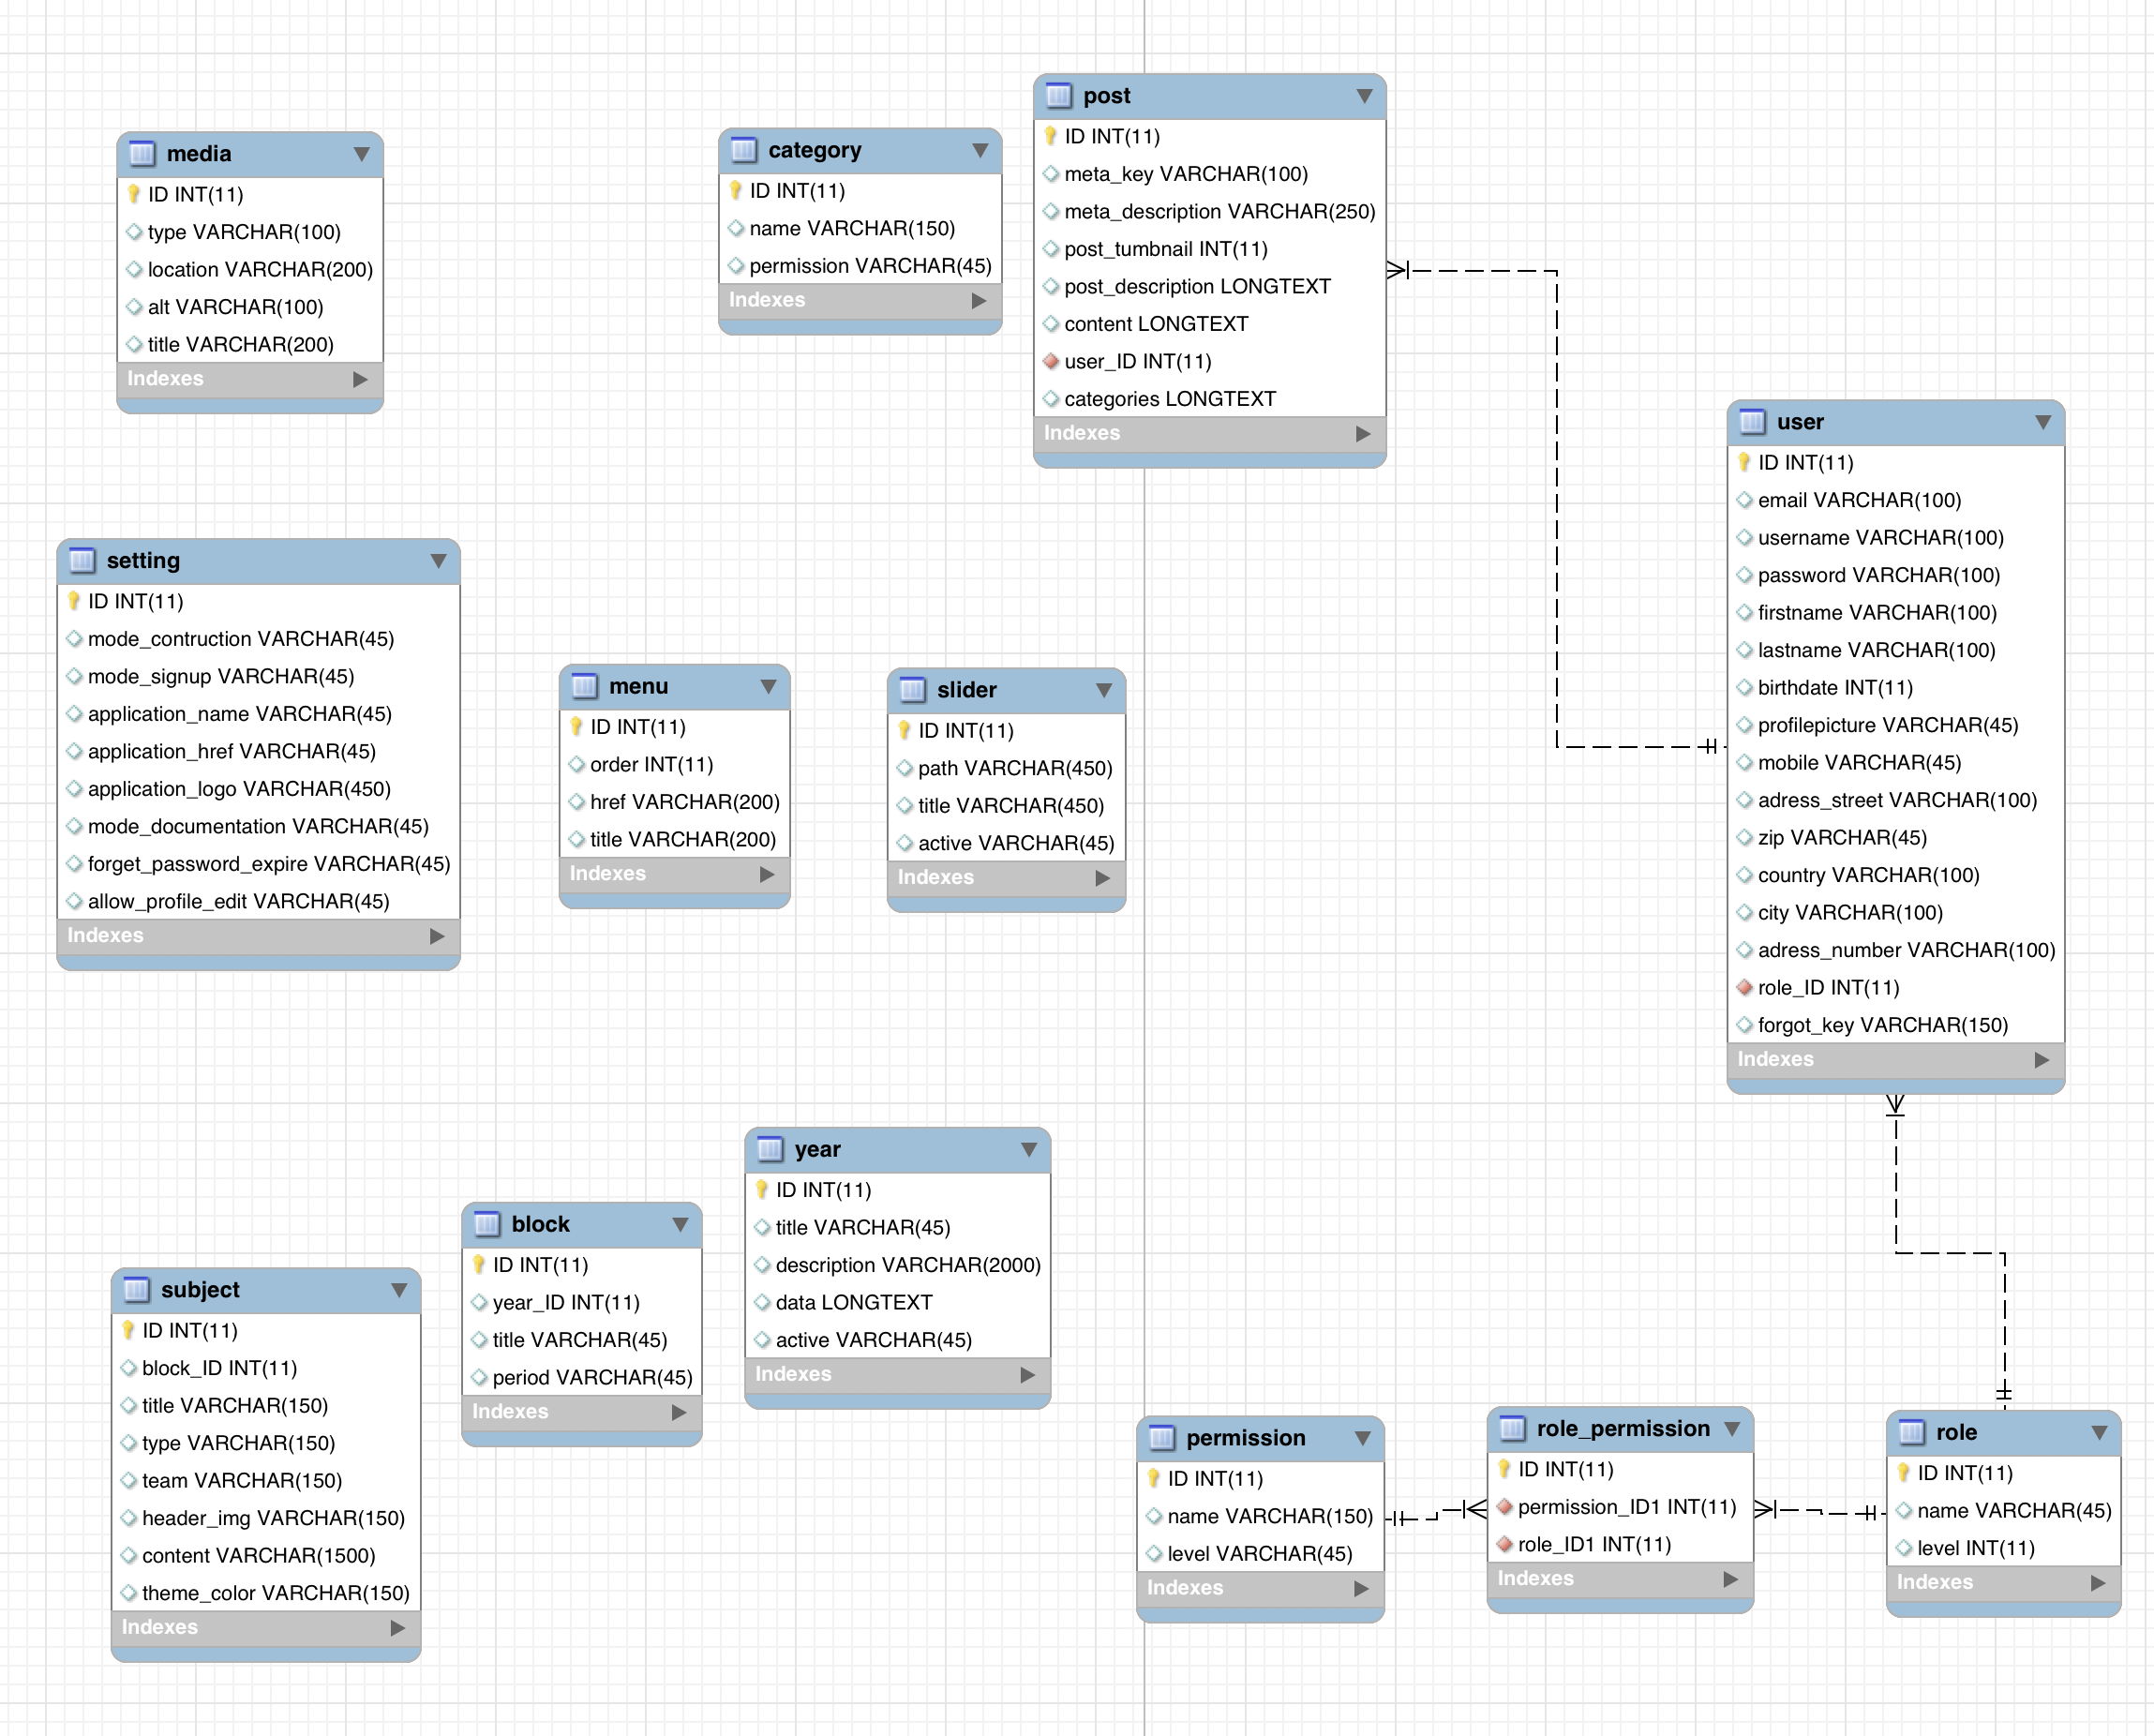 media
ID INT(11)
type VARCHAR(100)
location VARCHAR(200)
alt VARCHAR(100)
title VARCHAR(200)
Indexes
category
ID INT(11)
name VARCHAR(150)
permission VARCHAR(45)
Indexes
post
ID INT(11)
meta_key VARCHAR(100)
meta_description VARCHAR(250)
post_tumbnail INT(11)
post_description LONGTEXT
content LONGTEXT
user_ID INT(11)
categories LONGTEXT
Indexes
user
ID INT(11)
email VARCHAR(100)
username VARCHAR(100)
password VARCHAR(100)
firstname VARCHAR(100)
lastname VARCHAR(100)
birthdate INT(11)
profilepicture VARCHAR(45)
mobile VARCHAR(45)
adress_street VARCHAR(100)
zip VARCHAR(45)
country VARCHAR(100)
city VARCHAR(100)
adress_number VARCHAR(100)
role_ID INT(11)
forgot_key VARCHAR(150)
Indexes
setting
ID INT(11)
mode_contruction VARCHAR(45)
mode_signup VARCHAR(45)
application_name VARCHAR(45)
application_href VARCHAR(45)
application_logo VARCHAR(450)
mode_documentation VARCHAR(45)
forget_password_expire VARCHAR(45)
allow_profile_edit VARCHAR(45)
Indexes
menu
ID INT(11)
order INT(11)
href VARCHAR(200)
title VARCHAR(200)
Indexes
slider
ID INT(11)
path VARCHAR(450)
title VARCHAR(450)
active VARCHAR(45)
Indexes
subject
ID INT(11)
block_ID INT(11)
title VARCHAR(150)
type VARCHAR(150)
team VARCHAR(150)
header_img VARCHAR(150)
content VARCHAR(1500)
theme_color VARCHAR(150)
Indexes
block
ID INT(11)
year_ID INT(11)
title VARCHAR(45)
period VARCHAR(45)
Indexes
year
ID INT(11)
title VARCHAR(45)
description VARCHAR(2000)
data LONGTEXT
active VARCHAR(45)
Indexes
permission
ID INT(11)
name VARCHAR(150)
level VARCHAR(45)
Indexes
role_permission
ID INT(11)
permission_ID1 INT(11)
role_ID1 INT(11)
Indexes
role
ID INT(11)
name VARCHAR(45)
level INT(11)
Indexes